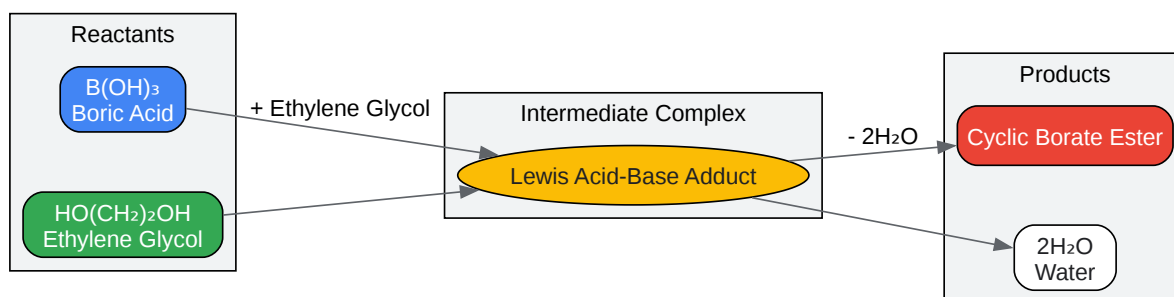 Reactants
B(OH)₃
Boric Acid
HO(CH₂)₂OH
Ethylene Glycol
+ Ethylene Glycol
Intermediate Complex
Lewis Acid-Base Adduct
- 2H₂O
Products
Cyclic Borate Ester
2H₂O
Water